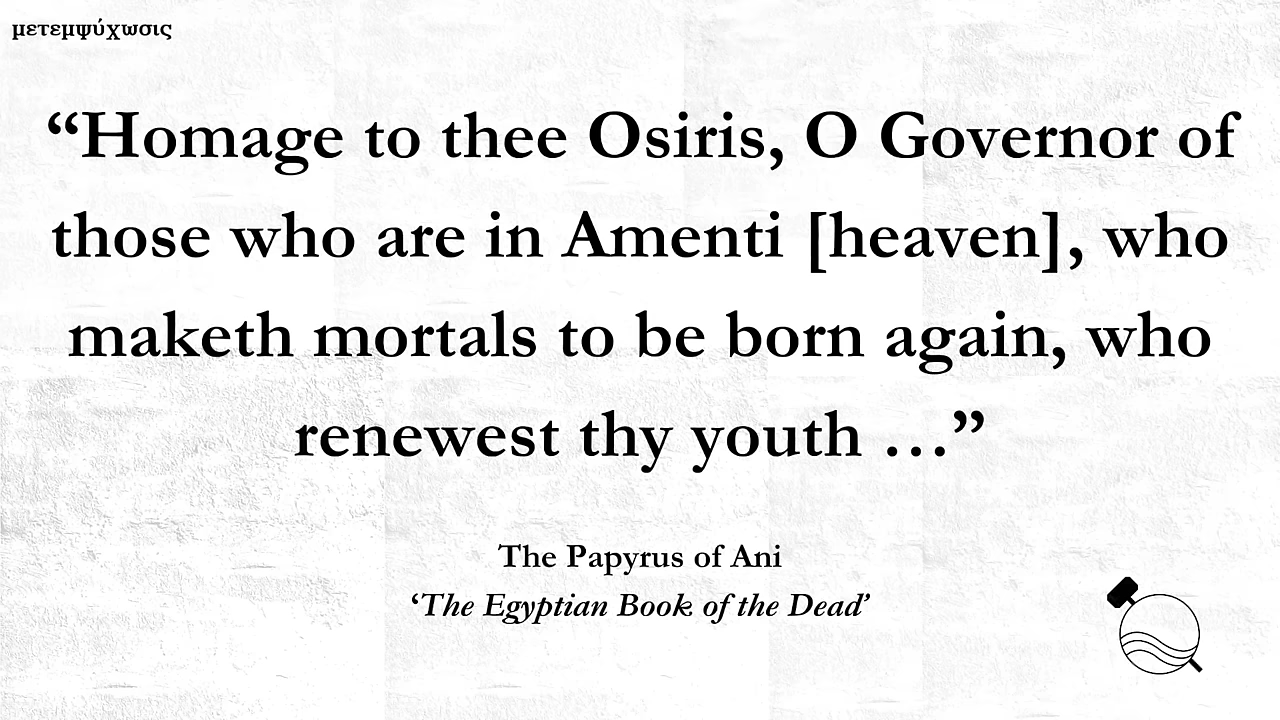 μετεμψύχωσις
“Homage to thee Osiris, O Governor of
those who are in Amenti [heaven], who
maketh mortals to be born again, who
renewest thy youth …”
The Papyrus of Ani
‘The Egyptian Book of the Dead’